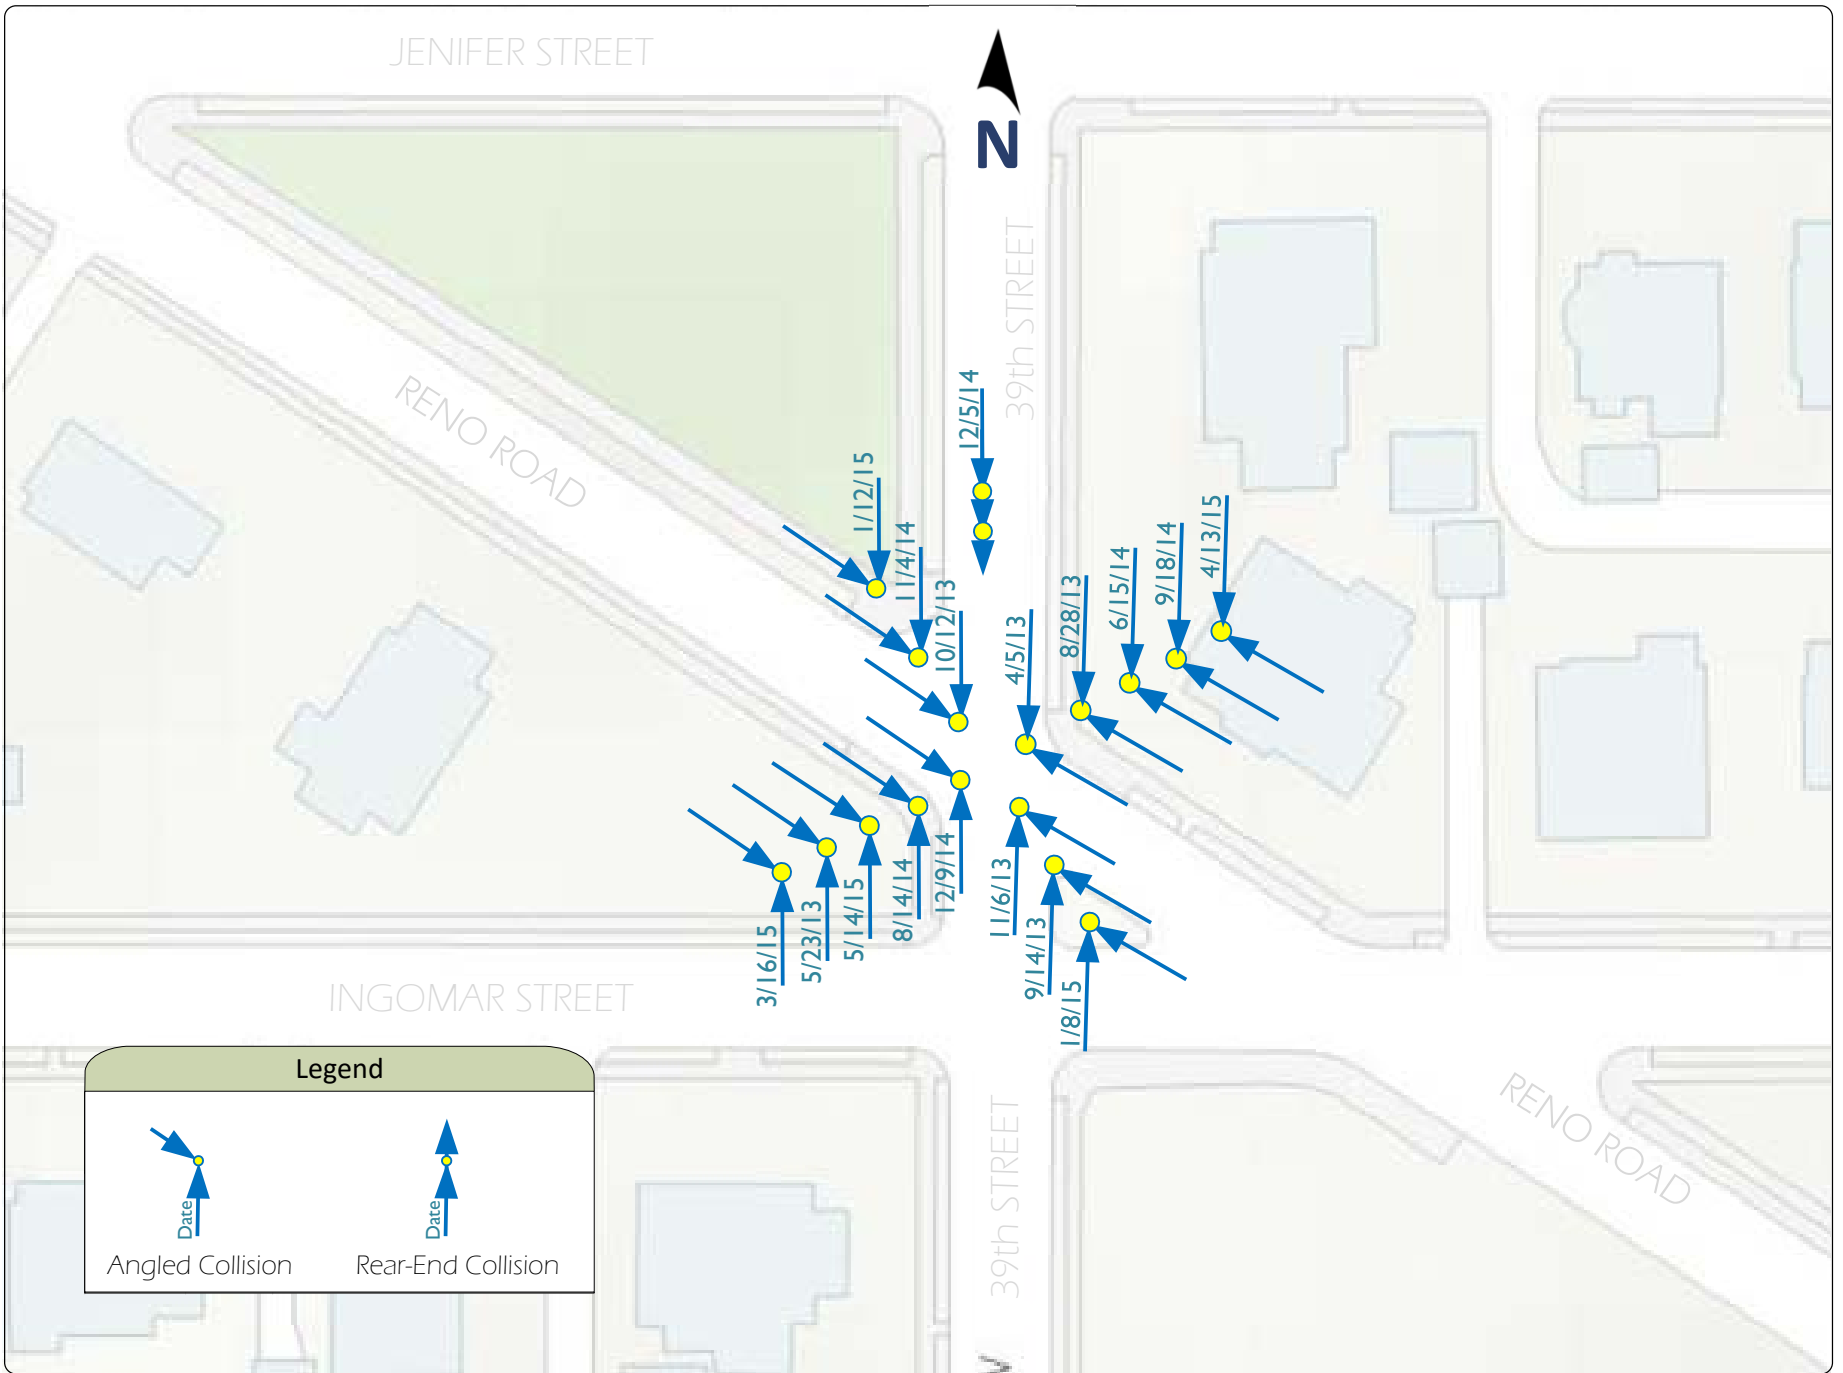 JENIFER STREET
N
39th STREET
RENO ROAD
12/5/14
1/12/15
11/4/14
10/12/13
4/5/13
8/28/13
6/15/14
9/18/14
4/13/15
3/16/15
5/23/13
5/14/15
8/14/14
12/9/14
11/6/13
9/14/13
1/8/15
INGOMAR STREET
Legend
Date
Date
Angled Collision
Rear-End Collision
39th STREET
RENO ROAD